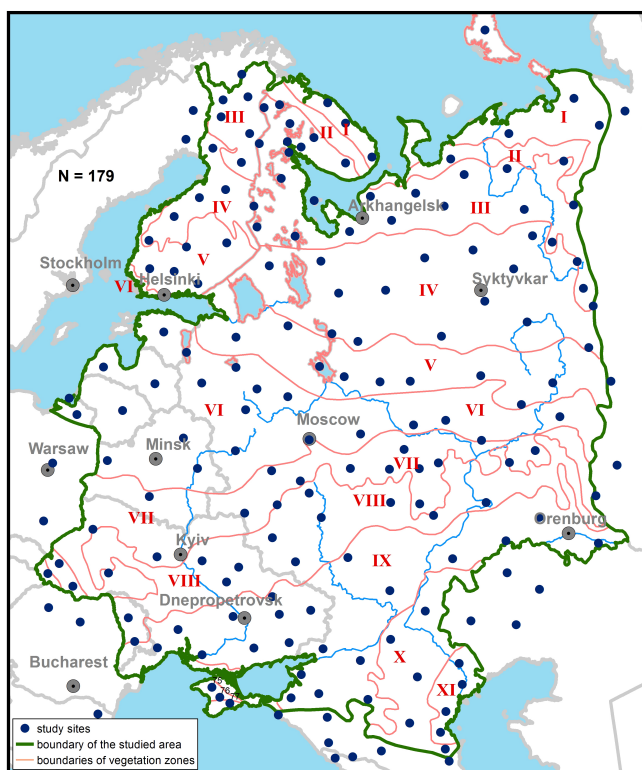 I
III
II
I
II
N = 179
Arkhangelsk
III
IV
V
Stockholm
VI
Helsinki
IV
Syktyvkar
V
VI
VI
Moscow
Warsaw
Minsk
VII
VIII
VII
Orenburg
Kyiv
IX
VIII
Dnepropetrovsk
X
Bucharest
XI
study sites
boundary of the studied area
boundaries of vegetation zones